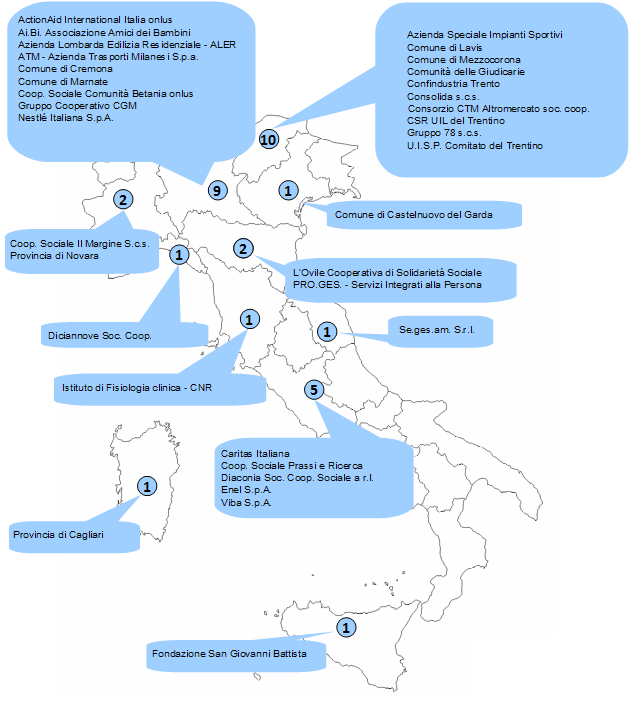 ActionAid International Italia onlus
Ai.Bi. Associazione Amici dei Bambini
Azienda Lombarda Edilizia Residenziale - ALER
ATM - Azienda Trasporti Milanesi S.p.a.
Comune di Cremona
Comune di Marnate
Coop. Sociale Comunità Betania onlus
Gruppo Cooperativo CGM
Nestlé Italiana S.p.A.
Azienda Speciale Impianti Sportivi
Comune di Lavis
Comune di Mezzocorona
Comunità delle Giudicarie
Confindustria Trento
Consolida s.c.s.
Consorzio CTM Altromercato soc. coop.
CSR UIL del Trentino
Gruppo 78 s.c.s.
U.I.S.P. Comitato del Trentino
10
9
1
2
Comune di Castelnuovo del Garda
Coop. Sociale Il Margine S.c.s.
Provincia di Novara
1
2
L'Ovile Cooperativa di Solidarietà Sociale
PRO.GES. - Servizi Integrati alla Persona
Diciannove Soc. Coop.
1
1
Se.ges.am. S.r.l.
Istituto di Fisiologia clinica - CNR
5
Caritas Italiana
Coop. Sociale Prassi e Ricerca
Diaconia Soc. Coop. Sociale a r.l.
Enel S.p.A.
Viba S.p.A.
1
Provincia di Cagliari
1
Fondazione San Giovanni Battista